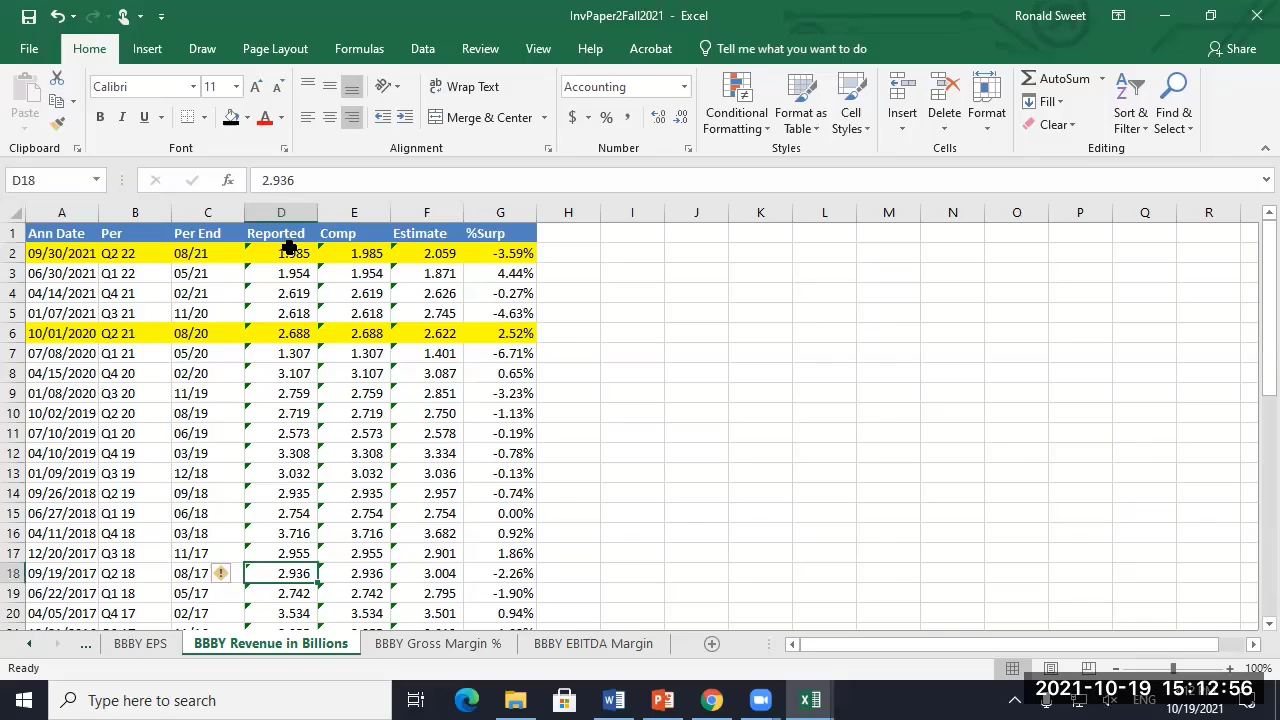 InvPaper2Fall2021 - Excel
Ronald Sweet
File Home Insert Draw Page Layout Formulas Data Review View Help Acrobat Tell me what you want to do Share
Paste
Calibri 11 A A
B I U A
ab Wrap Text
Merge & Center
Accounting
$ % ,
Conditional Formatting
Format as Table
Cell Styles
Insert
Delete
Format
AutoSum
Fill
Clear
Sort & Filter
Find & Select
Clipboard Font Alignment Number Styles Cells Editing
D18 fx 2.936
A B C D E F G H I J K L M N O P Q R
1 Ann Date Per Per End Reported Comp Estimate %Surp
2 09/30/2021 Q2 22 08/21 1.985 1.985 2.059 -3.59%
3 06/30/2021 Q1 22 05/21 1.954 1.954 1.871 4.44%
4 04/14/2021 Q4 21 02/21 2.619 2.619 2.626 -0.27%
5 01/07/2021 Q3 21 11/20 2.618 2.618 2.745 -4.63%
6 10/01/2020 Q2 21 08/20 2.688 2.688 2.622 2.52%
7 07/08/2020 Q1 21 05/20 1.307 1.307 1.401 -6.71%
8 04/15/2020 Q4 20 02/20 3.107 3.107 3.087 0.65%
9 01/08/2020 Q3 20 11/19 2.759 2.759 2.851 -3.23%
10 10/02/2019 Q2 20 08/19 2.719 2.719 2.750 -1.13%
11 07/10/2019 Q1 20 06/19 2.573 2.573 2.578 -0.19%
12 04/10/2019 Q4 19 03/19 3.308 3.308 3.334 -0.78%
13 01/09/2019 Q3 19 12/18 3.032 3.032 3.036 -0.13%
14 09/26/2018 Q2 19 09/18 2.935 2.935 2.957 -0.74%
15 06/27/2018 Q1 19 06/18 2.754 2.754 2.754 0.00%
16 04/11/2018 Q4 18 03/18 3.716 3.716 3.682 0.92%
17 12/20/2017 Q3 18 11/17 2.955 2.955 2.901 1.86%
18 09/19/2017 Q2 18 08/17 2.936 2.936 3.004 -2.26%
19 06/22/2017 Q1 18 05/17 2.742 2.742 2.795 -1.90%
20 04/05/2017 Q4 17 02/17 3.534 3.534 3.501 0.94%
... BBBY EPS BBBY Revenue in Billions BBBY Gross Margin % BBBY EBITDA Margin
Ready 100%
Type here to search
2021-10-19 15:12:56
ENG
10/19/2021